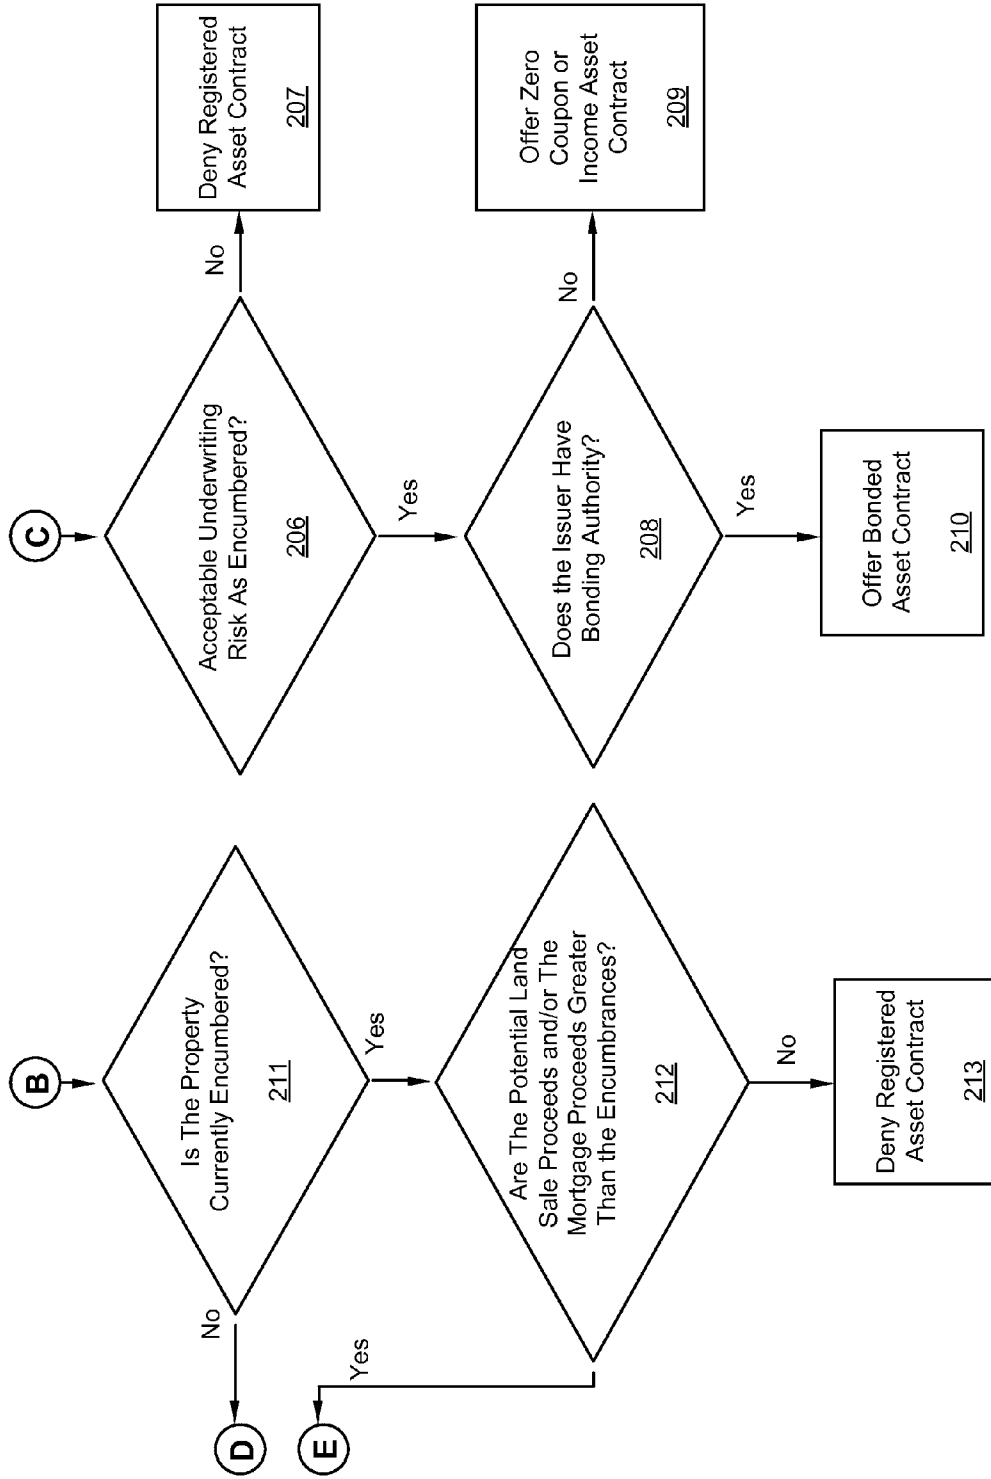 B
Is The Property
Currently Encumbered?
211
No
D
Yes
Are The Potential Land
Sale Proceeds and/or The
Mortgage Proceeds Greater
Than the Encumbrances?
212
Yes
E
No
Deny Registered
Asset Contract
213
C
Acceptable Underwriting
Risk As Encumbered?
206
No
Deny Registered
Asset Contract
207
Yes
Does the Issuer Have
Bonding Authority?
208
No
Offer Zero
Coupon or
Income Asset
Contract
209
Yes
Offer Bonded
Asset Contract
210